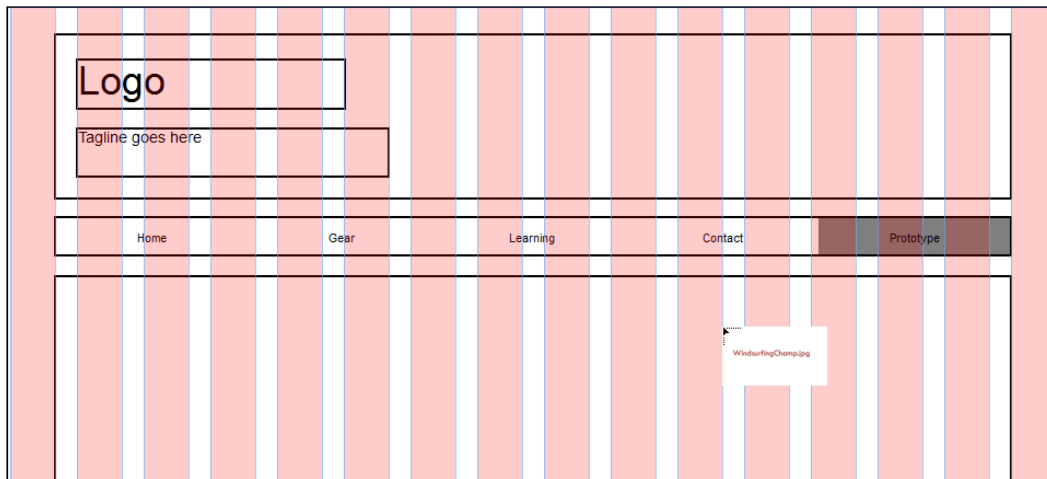 Logo
Tagline goes here
Home Gear Learning Contact Prototype
WindsurfingChamp.jpg